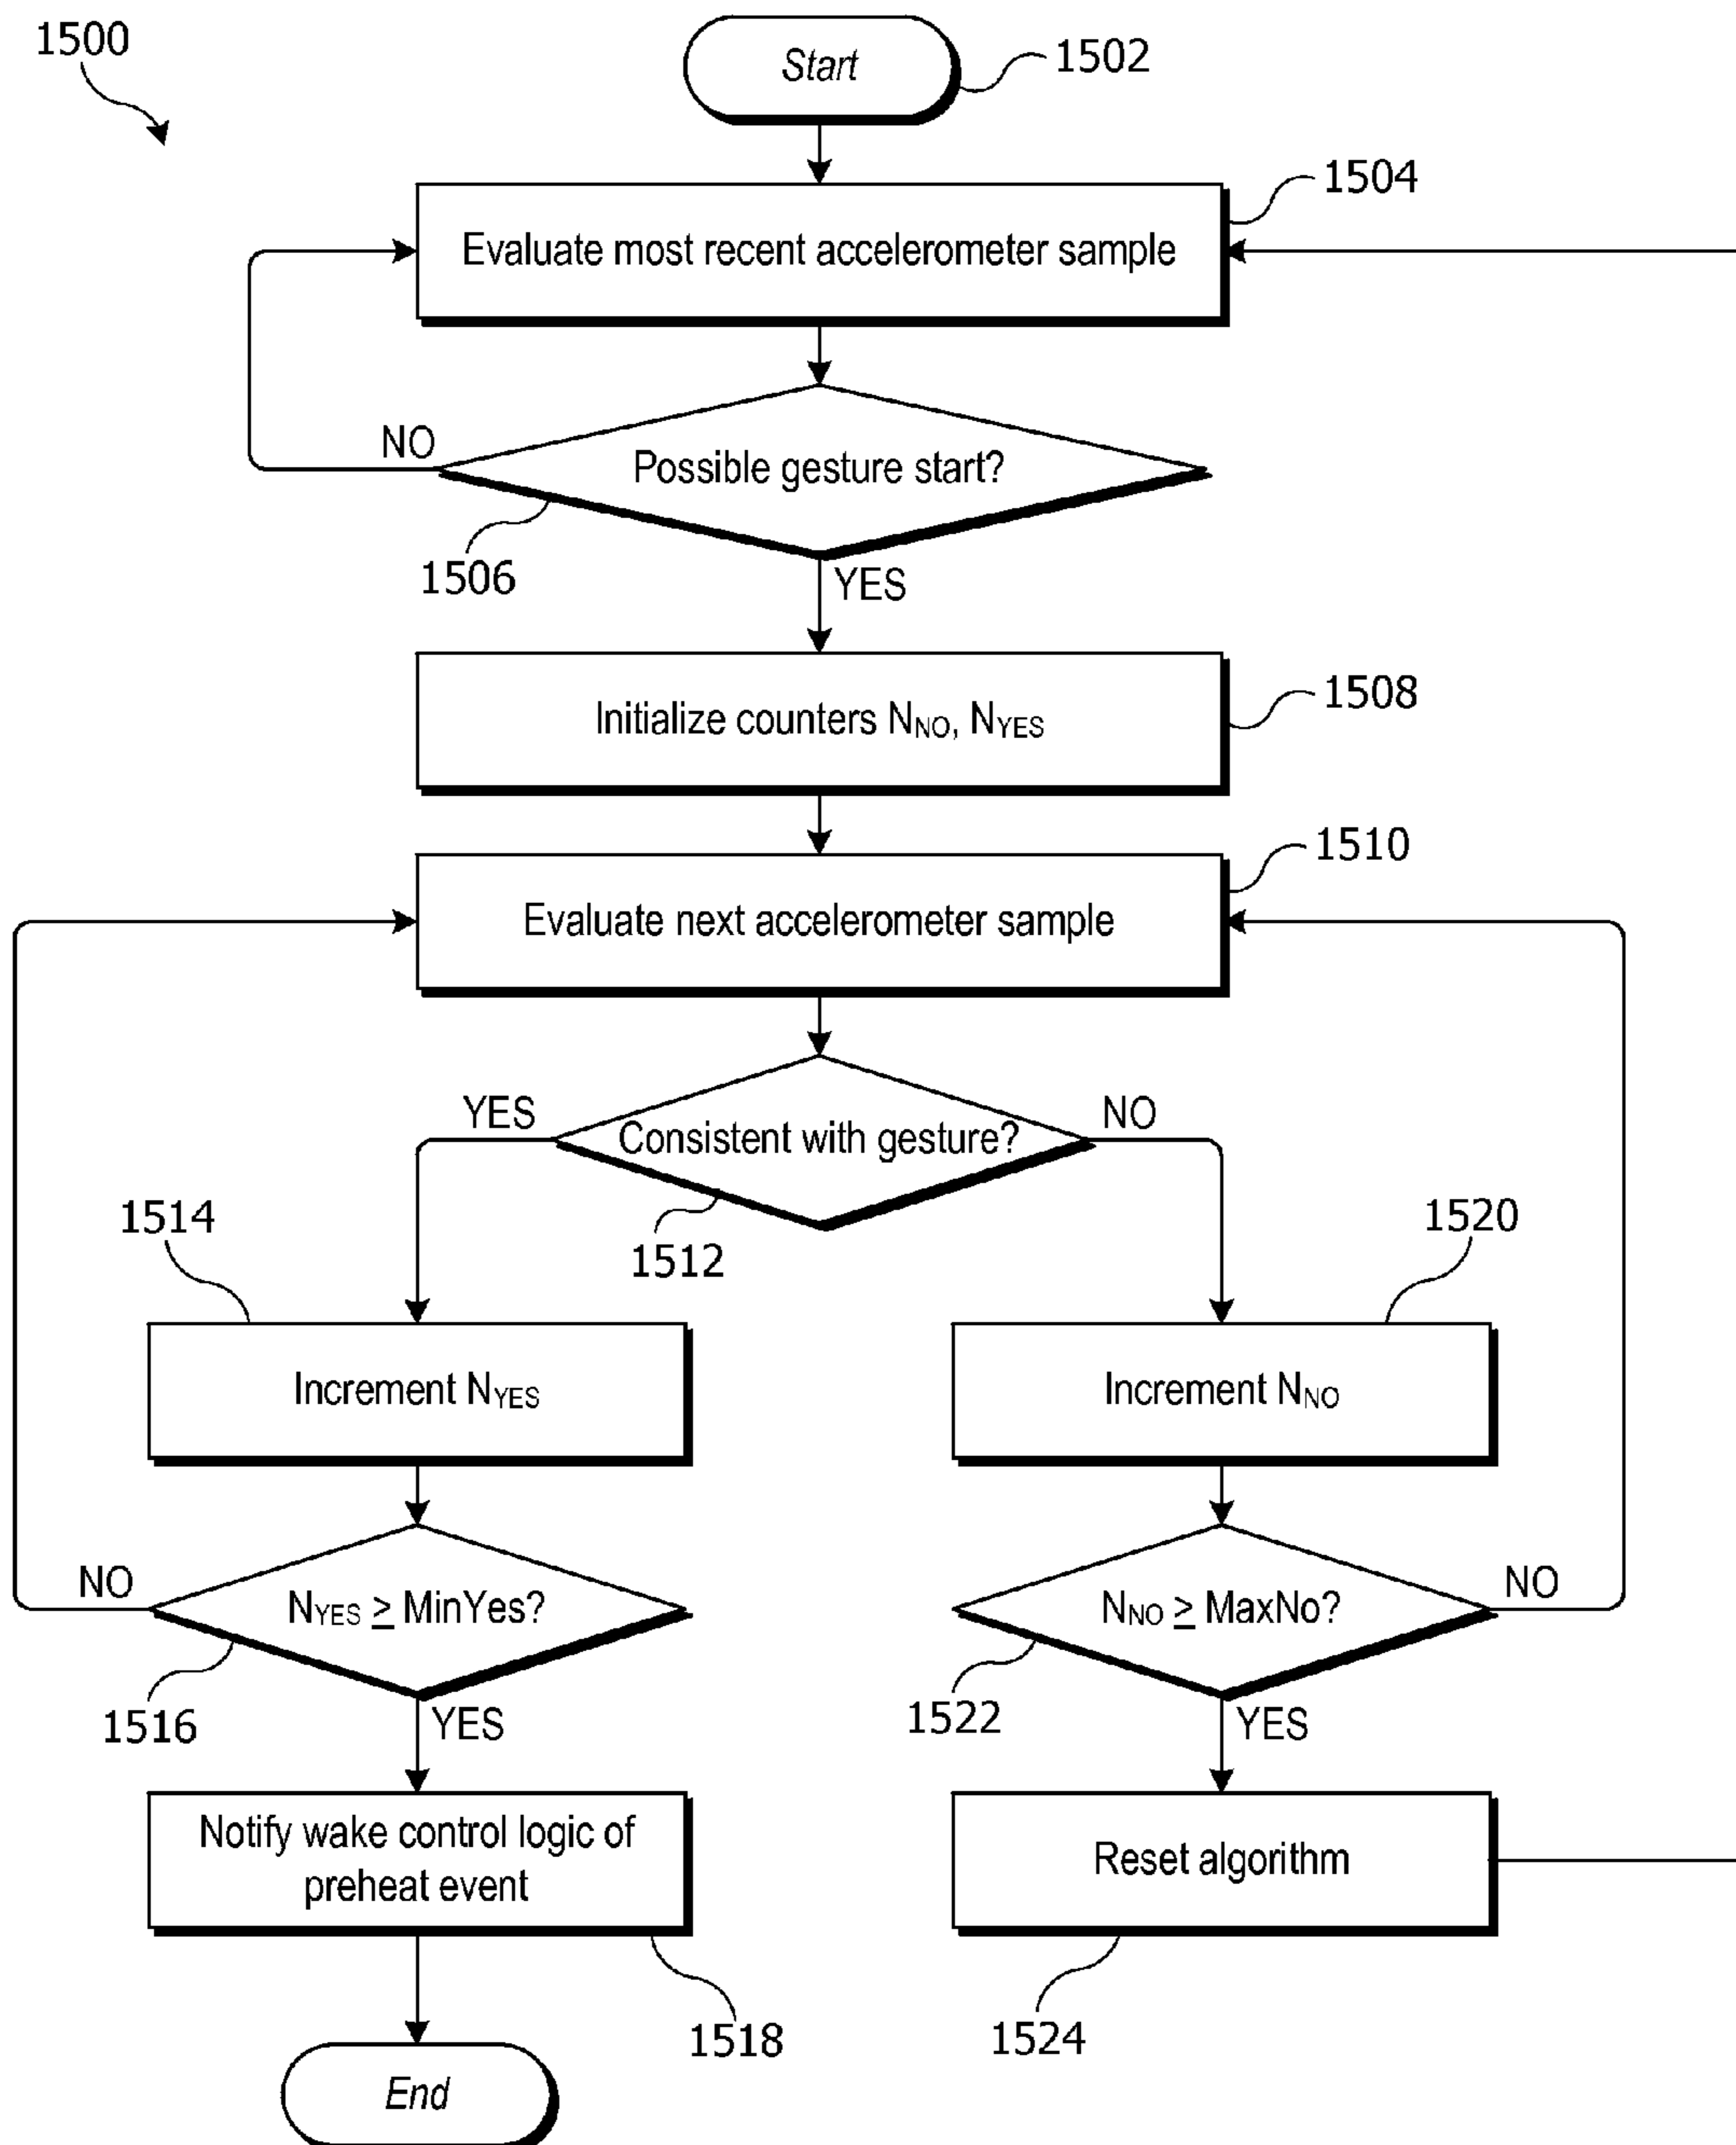 1500
Start
1502
1504
Evaluate most recent accelerometer sample
NO
Possible gesture start?
1506
YES
Initialize counters NNO, NYES
1508
1510
Evaluate next accelerometer sample
YES
NO
Consistent with gesture?
1512
1514
1520
Increment NYES
Increment NNO
NO
NYES ≥ MinYes?
NNO ≥ MaxNo?
NO
1516
YES
1522
YES
Notify wake control logic of
preheat event
Reset algorithm
1518
1524
End